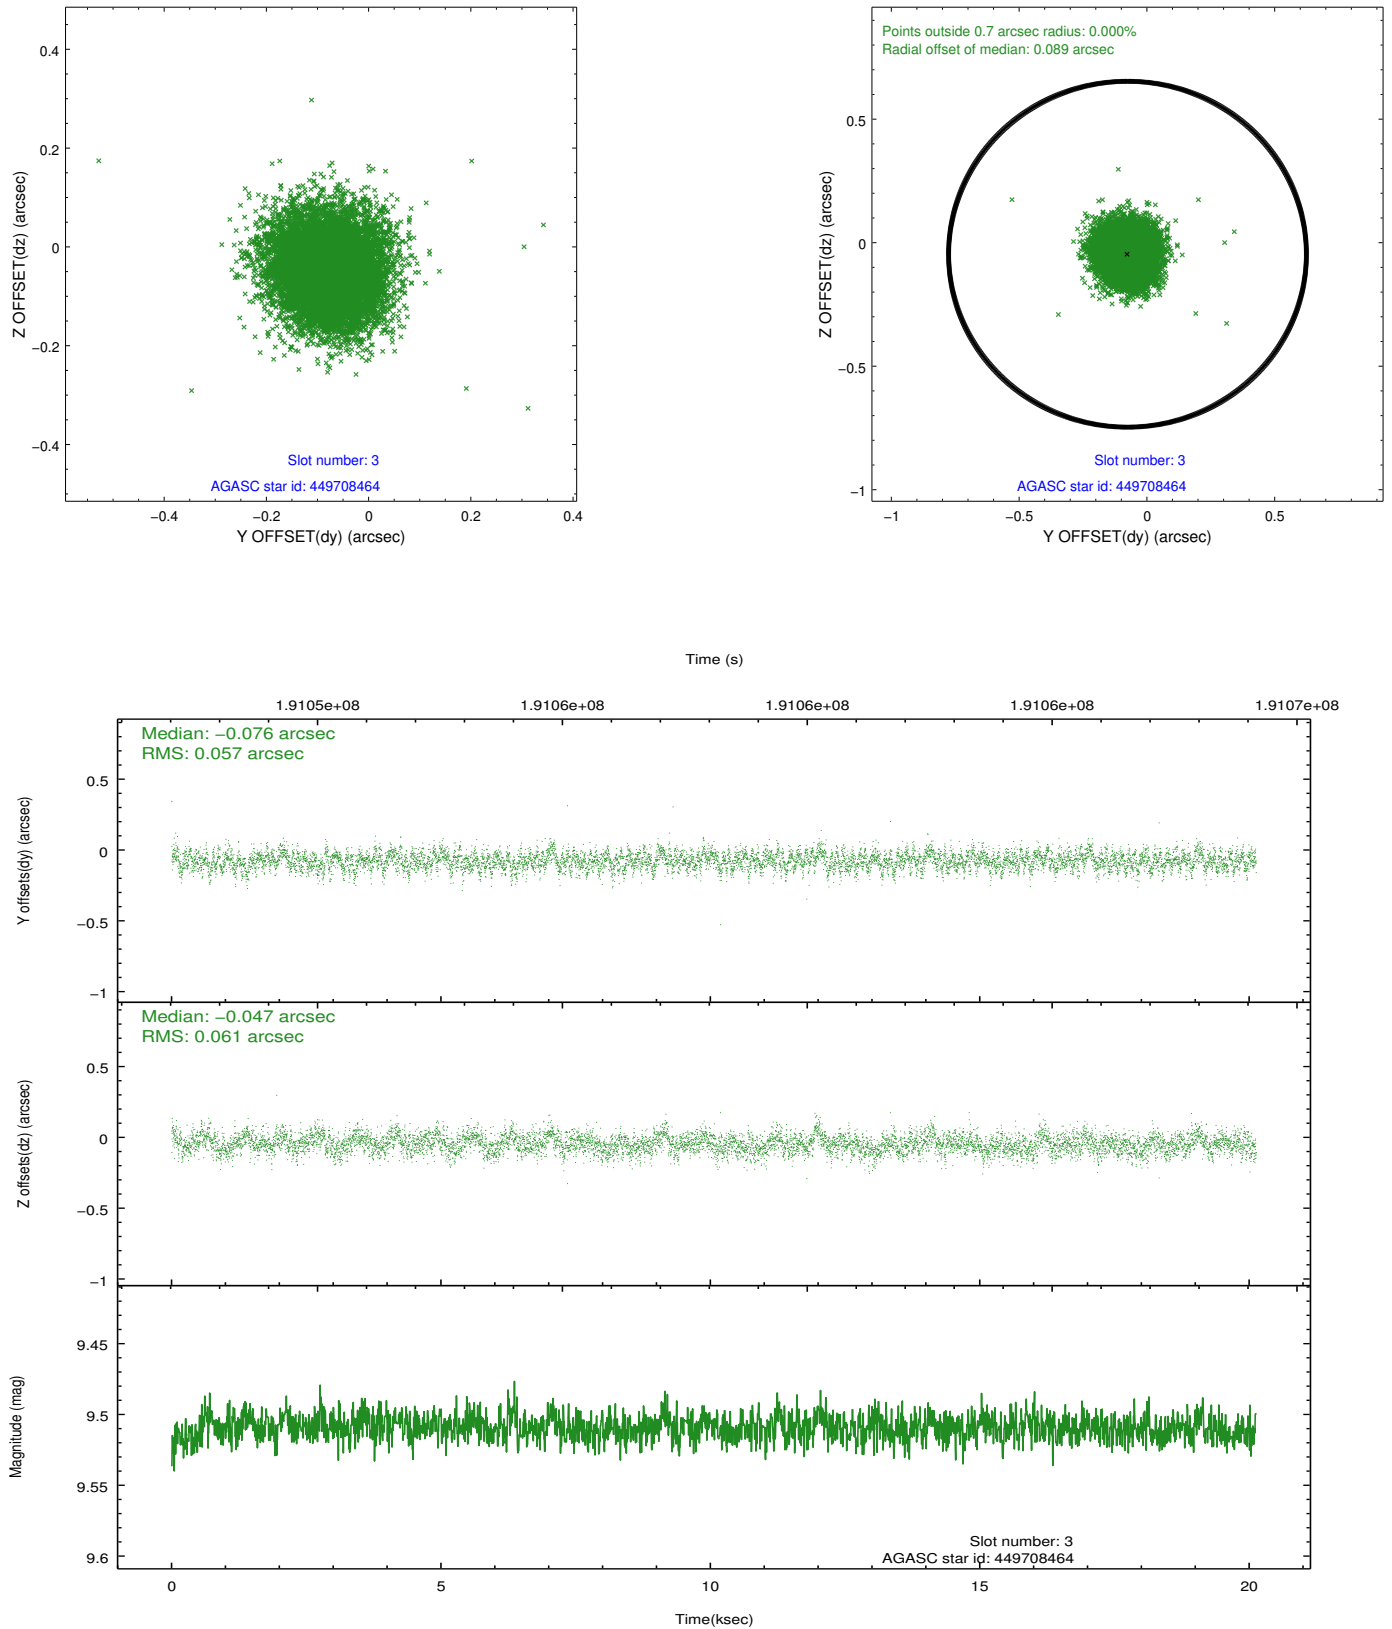 0.4
0.2
0
−0.2
−0.4
Z OFFSET(dz) (arcsec)
Slot number: 3
AGASC star id: 449708464
−0.4
−0.2
0
0.2
0.4
Y OFFSET(dy) (arcsec)
Points outside 0.7 arcsec radius: 0.000%
Radial offset of median: 0.089 arcsec
0.5
0
−0.5
−1
Z OFFSET(dz) (arcsec)
Slot number: 3
AGASC star id: 449708464
−1
−0.5
0
0.5
Y OFFSET(dy) (arcsec)
Time (s)
1.9105e+08
1.9106e+08
1.9106e+08
1.9106e+08
1.9107e+08
Median: −0.076 arcsec
RMS: 0.057 arcsec
0.5
0
−0.5
−1
Y offsets(dy) (arcsec)
Median: −0.047 arcsec
RMS: 0.061 arcsec
0.5
0
−0.5
−1
Z offsets(dz) (arcsec)
9.45
9.5
9.55
9.6
Magnitude (mag)
Slot number: 3
AGASC star id: 449708464
0
5
10
15
20
Time(ksec)